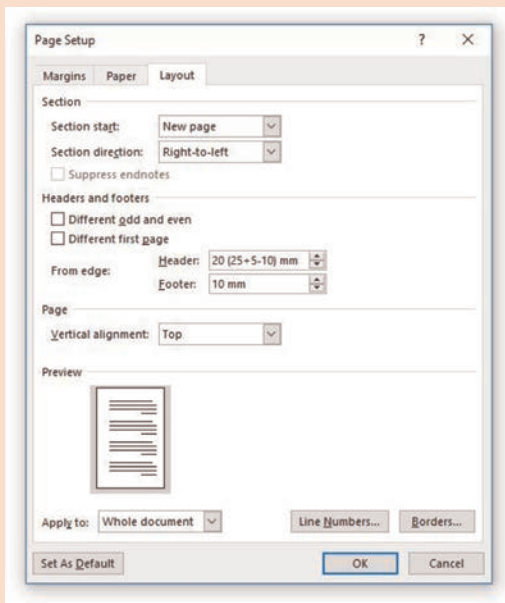 Page Setup ? ×
Margins Paper Layout
Section
Section start: New page
Section direction: Right-to-left
Suppress endnotes
Headers and footers
Different odd and even
Different first page
From edge:
Header: 20 (25+5-10) mm
Footer: 10 mm
Page
Vertical alignment: Top
Preview
Apply to: Whole document Line Numbers... Borders...
Set As Default OK Cancel